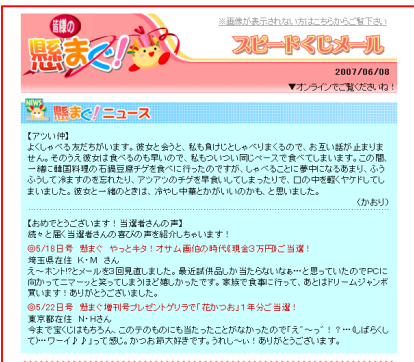 ※画像が表示されない方はこちらからご覧下さい
皆様の
懸まぐ!
スピードくじメール
2007/06/08
▼オンラインでご覧くださいね!
NEWS
懸まぐ!ニュース
【アツい仲】
よくしゃべる友だちがいます。彼女と会うと、私も負けじとしゃべりまくるので、お互い話が止まりま
せん。そのうえ彼女は食べるのも早いので、私もついつい同じペースで食べてしまいます。この間、
一緒に韓国料理の石鍋豆腐チゲを食べに行ったのですが、しゃべることに夢中になるあまり、ふう
ふうして冷ますのを忘れたり、アツアツのチゲを早食いしてしまったりで、口の中を軽くヤケドしてし
まいました。彼女と一緒のときは、冷やし中華とかがいいのかも、と思いました。
(かおり)
【おめでとうございます!当選者さんの声】
続々と届く当選者さんの喜びの声を紹介しちゃいます!
◎5/18日号 懸まぐ やっとキタ!オサム画伯の時代《現金3万円》ご当選!
埼玉県在住 K・M さん
えーホント!?とメールを3回見直しました。最近試供品しか当たらないなぁ…と思っていたのでPCに
向かってニマーッと笑ってしまうほど嬉しかったです。家族で食事に行って、あとはドリームジャンボ
買います!ありがとうございました。
◎5/22日号 懸まぐ増刊号プレゼントゲリラで「花かつお」1年分ご当選!
東京都在住 N・Hさん
今まで宝くじはもちろん、このテのものにも当たったことがなかったので「え゛~っ゛!?…(しばらくし
て)…ワーイ♪♪」って感じ。かつお節大好きです。うれし~ぃ!ありがとうございます。